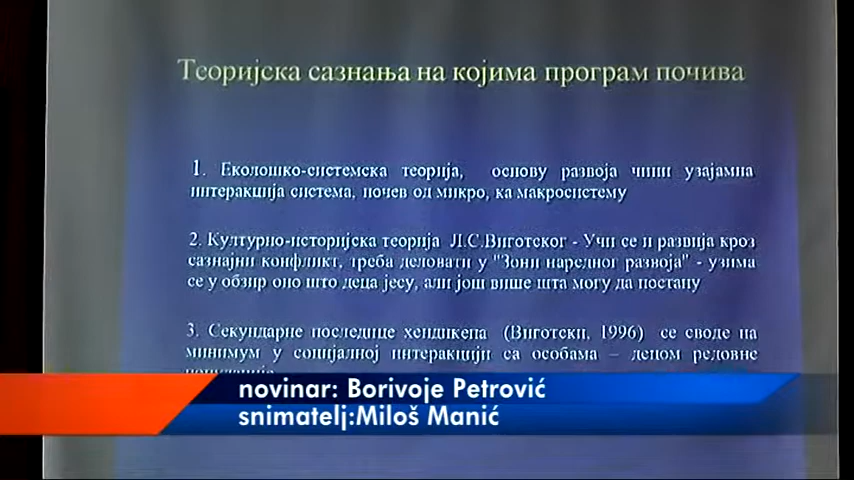 Теоријска сазнања на којима програм почива
1. Еколошко-системска теорија, основу развоја чини узајамна
интеракција система, почев од микро, ка макросистему
2. Културно-историјска теорија Л.С.Виготског - Учи се и развија кроз
сазнајни конфликт, треба деловати у "Зони наредног развоја" - узима
се у обзир оно што деца јесу, али још више шта могу да постану
3. Секундарне последице хендикепа (Виготски, 1996) се своде на
минимум у социјалној интеракцији са особама – децом редовне
novinar: Borivoje Petrović
snimatelj:Miloš Manić